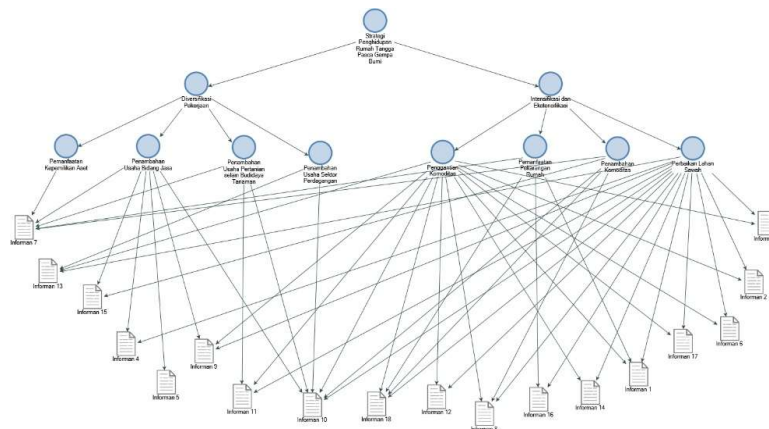 Strategi
Penghidupan
Rumah Tangga
Pasca Gempa
Bumi
Diversifikasi
Pekerjaan
Intensifikasi dan
Ekstensifikasi
Pemanfaatan
Kepemilikan Aset
Penambahan
Usaha Bidang Jasa
Penambahan
Usaha Pertanian
selain Budidaya
Tanaman
Penambahan
Usaha Sektor
Perdagangan
Penggantian
Komoditas
Pemanfaatan
Pekarangan
Rumah
Penambahan
Komoditas
Perbaikan Lahan
Sawah
Informan 7
Informan 13
Informan 15
Informan 4
Informan 5
Informan 9
Informan 11
Informan 10
Informan 18
Informan 12
Informan 16
Informan 14
Informan 1
Informan 17
Informan 6
Informan 2